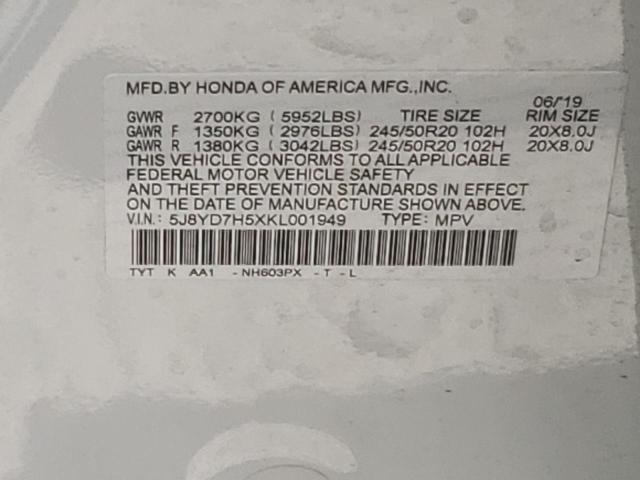 MFD.BY HONDA OF AMERICA MFG.,INC.
06/'19
GVWR 2700KG ( 5952LBS) TIRE SIZE RIM SIZE
GAWR F 1350KG ( 2976LBS) 245/50R20 102H 20X8.0J
GAWR R 1380KG ( 3042LBS) 245/50R20 102H 20X8.0J
THIS VEHICLE CONFORMS TO ALL APPLICABLE
FEDERAL MOTOR VEHICLE SAFETY
AND THEFT PREVENTION STANDARDS IN EFFECT
ON THE DATE OF MANUFACTURE SHOWN ABOVE.
V.I.N.: 5J8YD7H5XKL001949 TYPE: MPV
TYT K AA1 - NH603PX - T - L